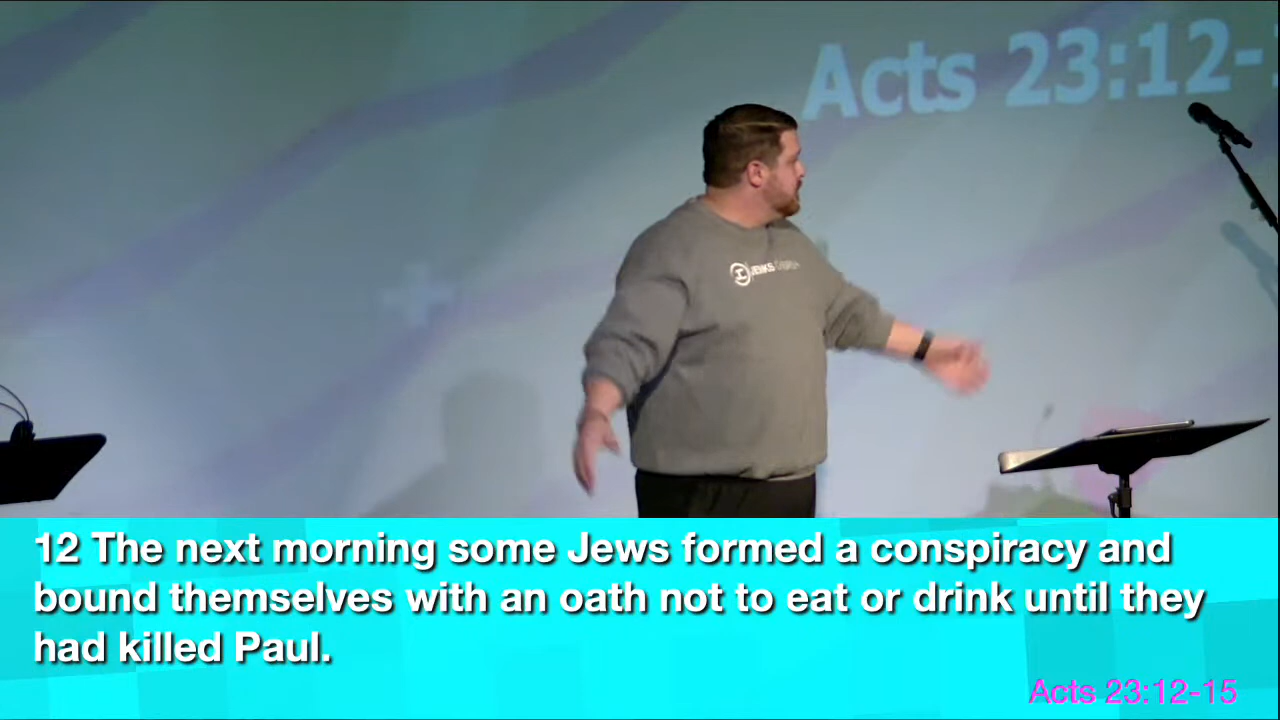 Acts 23:12-
JENKS
12 The next morning some Jews formed a conspiracy and
bound themselves with an oath not to eat or drink until they
had killed Paul.
Acts 23:12-15